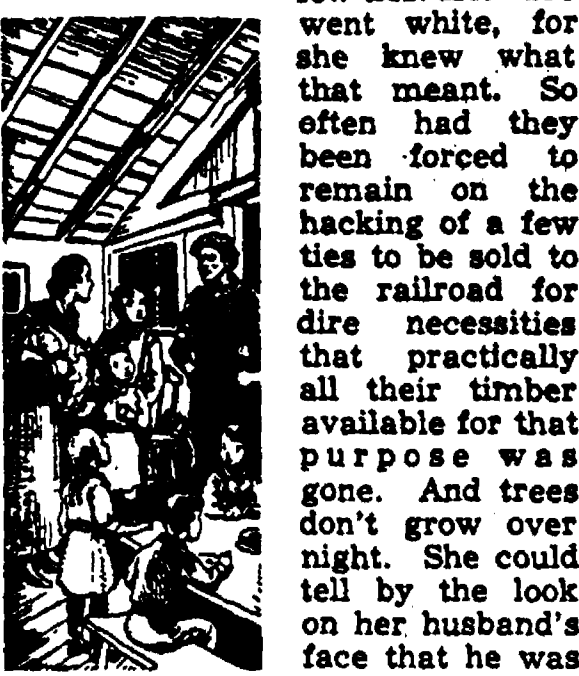 went white, for
she knew what
that meant. So
often had they
been forced to
remain on the
hacking of a few
ties to be sold to
the railroad for
dire necessities
that practically
all their timber
available for that
purpose was
gone. And trees
don't grow over
night. She could
tell by the look
on her husband's
face that he was